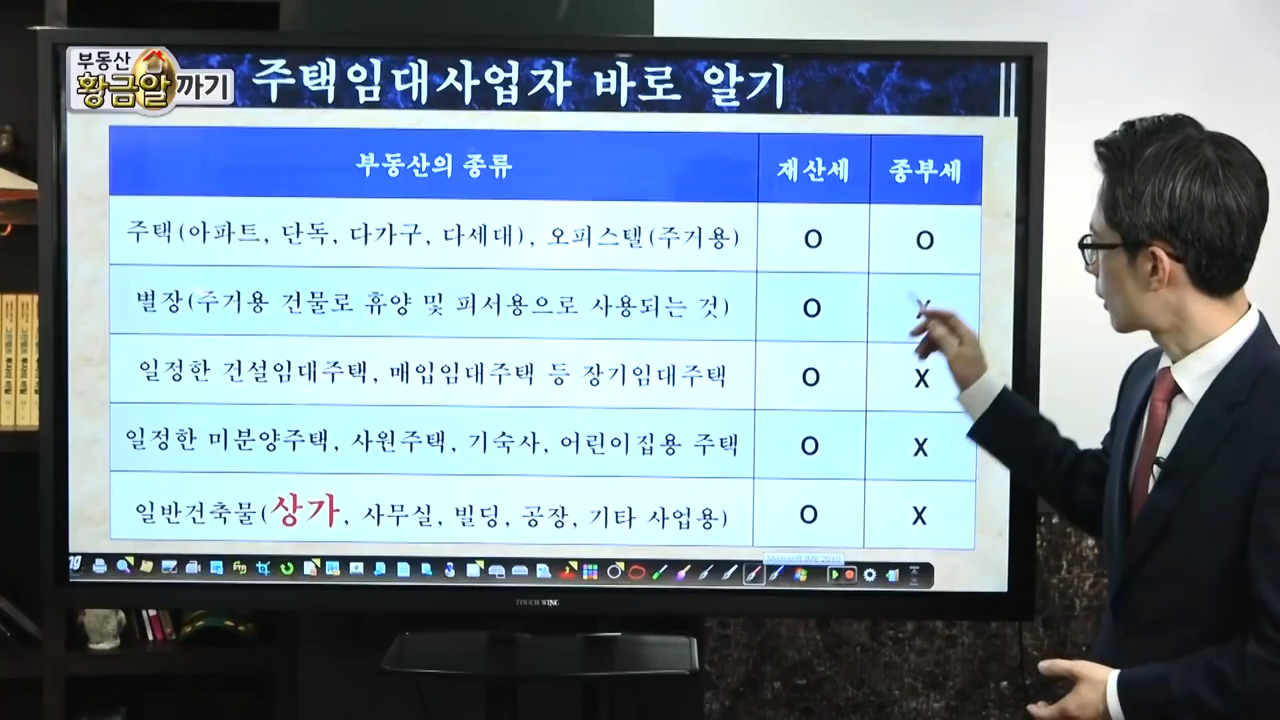 부동산
황금알까기
주택임대사업자 바로 알기
부동산의 종류 재산세 종부세
주택(아파트, 단독, 다가구, 다세대), 오피스텔(주거용) O O
별장(주거용 건물로 휴양 및 피서용으로 사용되는 것) O X
일정한 건설임대주택, 매입임대주택 등 장기임대주택 O X
일정한 미분양주택, 사원주택, 기숙사, 어린이집용 주택 O X
일반건축물(상가, 사무실, 빌딩, 공장, 기타 사업용) O X
Microsoft IME 2010
TOUCH WING